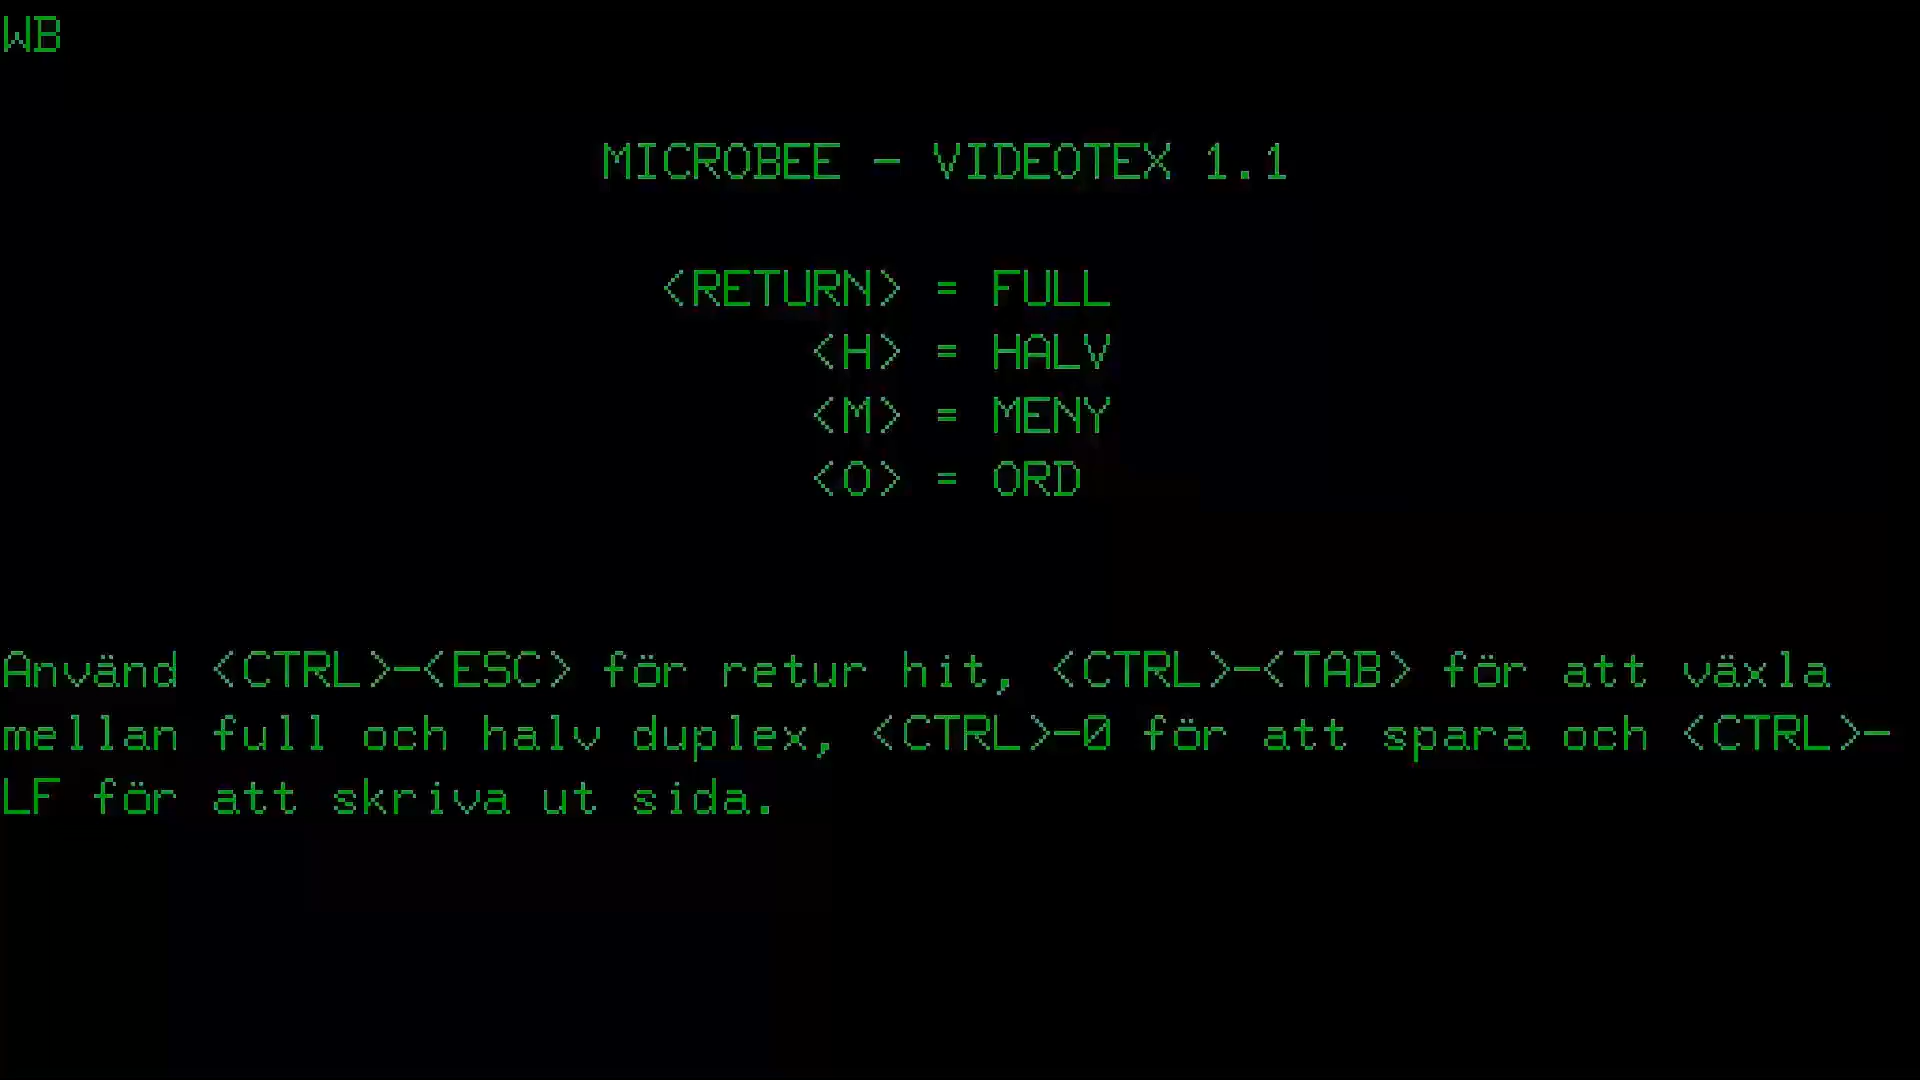 WB
MICROBEE - VIDEOTEX 1.1
<RETURN> = FULL
<H> = HALV
<M> = MENY
<O> = ORD
Använd <CTRL>-<ESC> för retur hit, <CTRL>-<TAB> för att växla
mellan full och halv duplex, <CTRL>-0 för att spara och <CTRL>-
LF för att skriva ut sida.